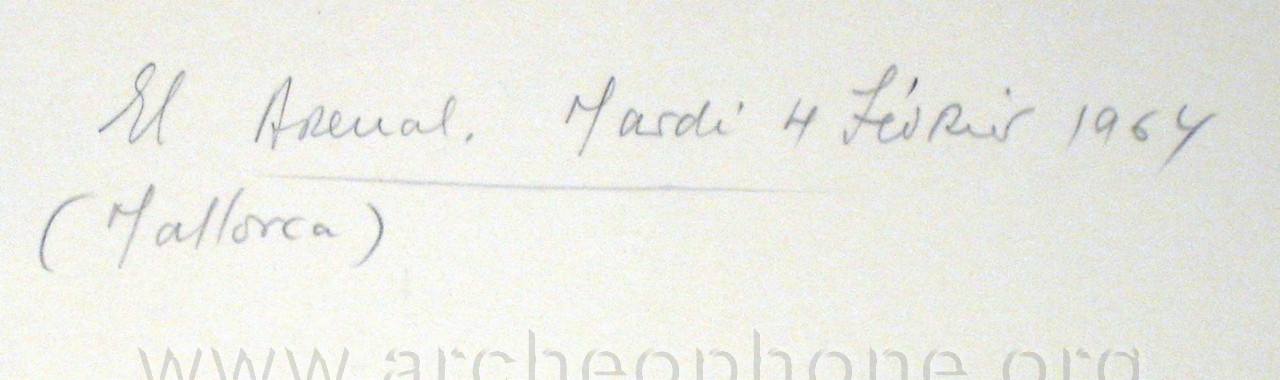 El Arenal. Mardi 4 Février 1964
(Mallorca)
www.archeophone.org